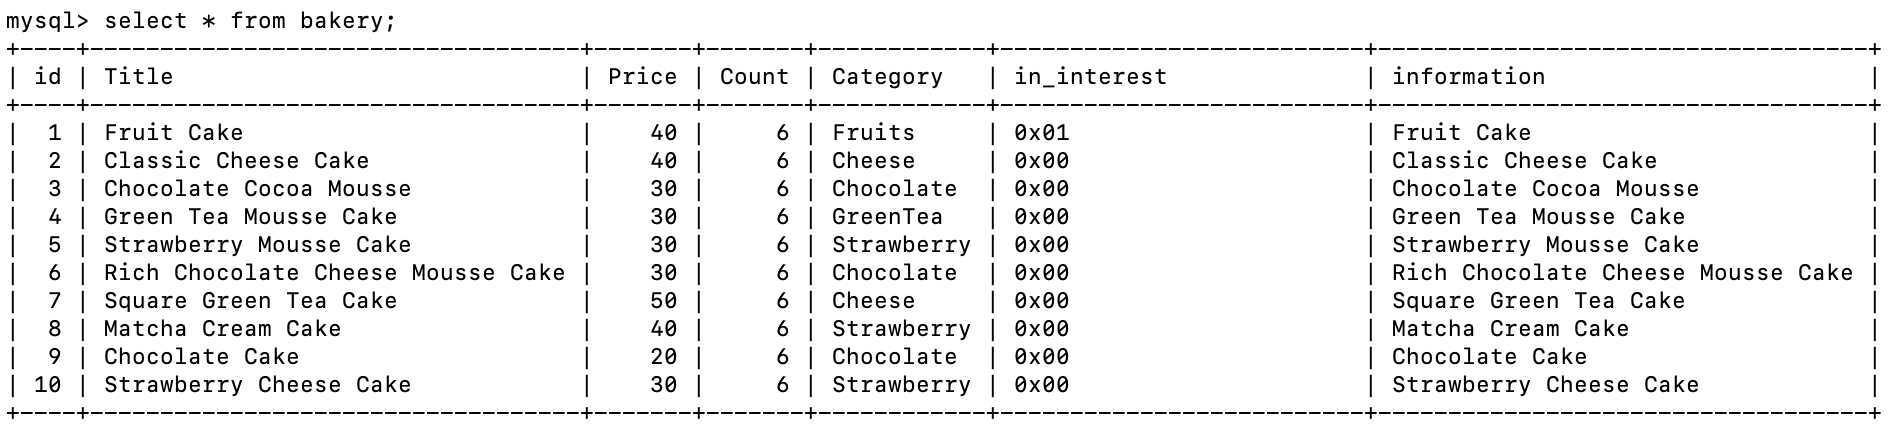 mysql> select * from bakery;
+----+-----------------------------------+-------+-------+------------+--------------------------+-----------------------------------+
| id | Title                             | Price | Count | Category   | in_interest              | information                       |
+----+-----------------------------------+-------+-------+------------+--------------------------+-----------------------------------+
|  1 | Fruit Cake                        |    40 |     6 | Fruits     | 0x01                     | Fruit Cake                        |
|  2 | Classic Cheese Cake               |    40 |     6 | Cheese     | 0x00                     | Classic Cheese Cake               |
|  3 | Chocolate Cocoa Mousse            |    30 |     6 | Chocolate  | 0x00                     | Chocolate Cocoa Mousse            |
|  4 | Green Tea Mousse Cake             |    30 |     6 | GreenTea   | 0x00                     | Green Tea Mousse Cake             |
|  5 | Strawberry Mousse Cake            |    30 |     6 | Strawberry | 0x00                     | Strawberry Mousse Cake            |
|  6 | Rich Chocolate Cheese Mousse Cake |    30 |     6 | Chocolate  | 0x00                     | Rich Chocolate Cheese Mousse Cake |
|  7 | Square Green Tea Cake             |    50 |     6 | Cheese     | 0x00                     | Square Green Tea Cake             |
|  8 | Matcha Cream Cake                 |    40 |     6 | Strawberry | 0x00                     | Matcha Cream Cake                 |
|  9 | Chocolate Cake                    |    20 |     6 | Chocolate  | 0x00                     | Chocolate Cake                    |
| 10 | Strawberry Cheese Cake            |    30 |     6 | Strawberry | 0x00                     | Strawberry Cheese Cake            |
+----+-----------------------------------+-------+-------+------------+--------------------------+-----------------------------------+